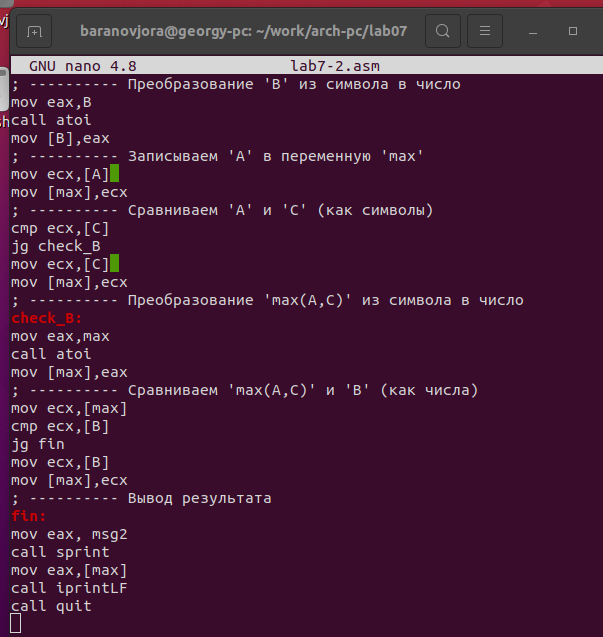 baranovjora@georgy-pc: ~/work/arch-pc/lab07
GNU nano 4.8 lab7-2.asm
; ---------- Преобразование 'B' из символа в число
mov eax,B
call atoi
mov [B],eax
; ---------- Записываем 'A' в переменную 'max'
mov ecx,[A]
mov [max],ecx
; ---------- Сравниваем 'A' и 'С' (как символы)
cmp ecx,[C]
jg check_B
mov ecx,[C]
mov [max],ecx
; ---------- Преобразование 'max(A,C)' из символа в число
check_B:
mov eax,max
call atoi
mov [max],eax
; ---------- Сравниваем 'max(A,C)' и 'B' (как числа)
mov ecx,[max]
cmp ecx,[B]
jg fin
mov ecx,[B]
mov [max],ecx
; ---------- Вывод результата
fin:
mov eax, msg2
call sprint
mov eax,[max]
call iprintLF
call quit